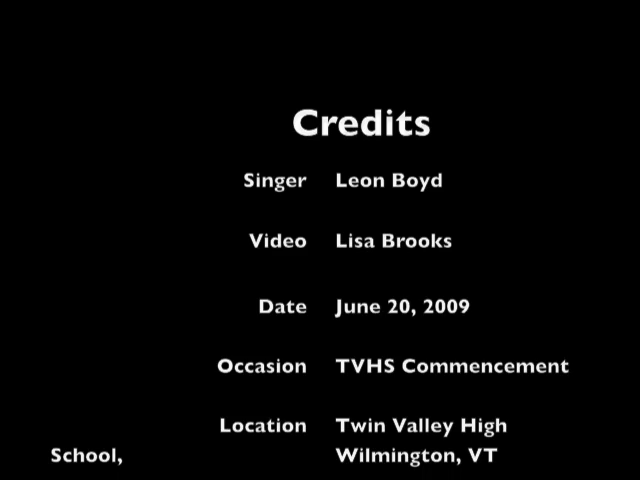 Credits
Singer Leon Boyd
Video Lisa Brooks
Date June 20, 2009
Occasion TVHS Commencement
Location Twin Valley High
School, Wilmington, VT